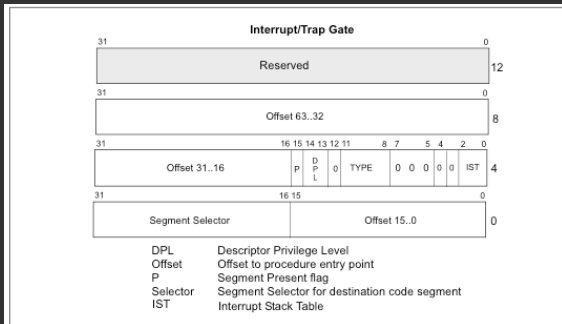 Interrupt/Trap Gate
31 0
Reserved 12
31 0
Offset 63..32 8
31 16 15 14 13 12 11 8 7 5 4 2 0
Offset 31..16 P DPL 0 TYPE 0 0 0 0 0 IST 4
31 16 15 0
Segment Selector Offset 15..0 0
DPL Descriptor Privilege Level
Offset Offset to procedure entry point
P Segment Present flag
Selector Segment Selector for destination code segment
IST Interrupt Stack Table